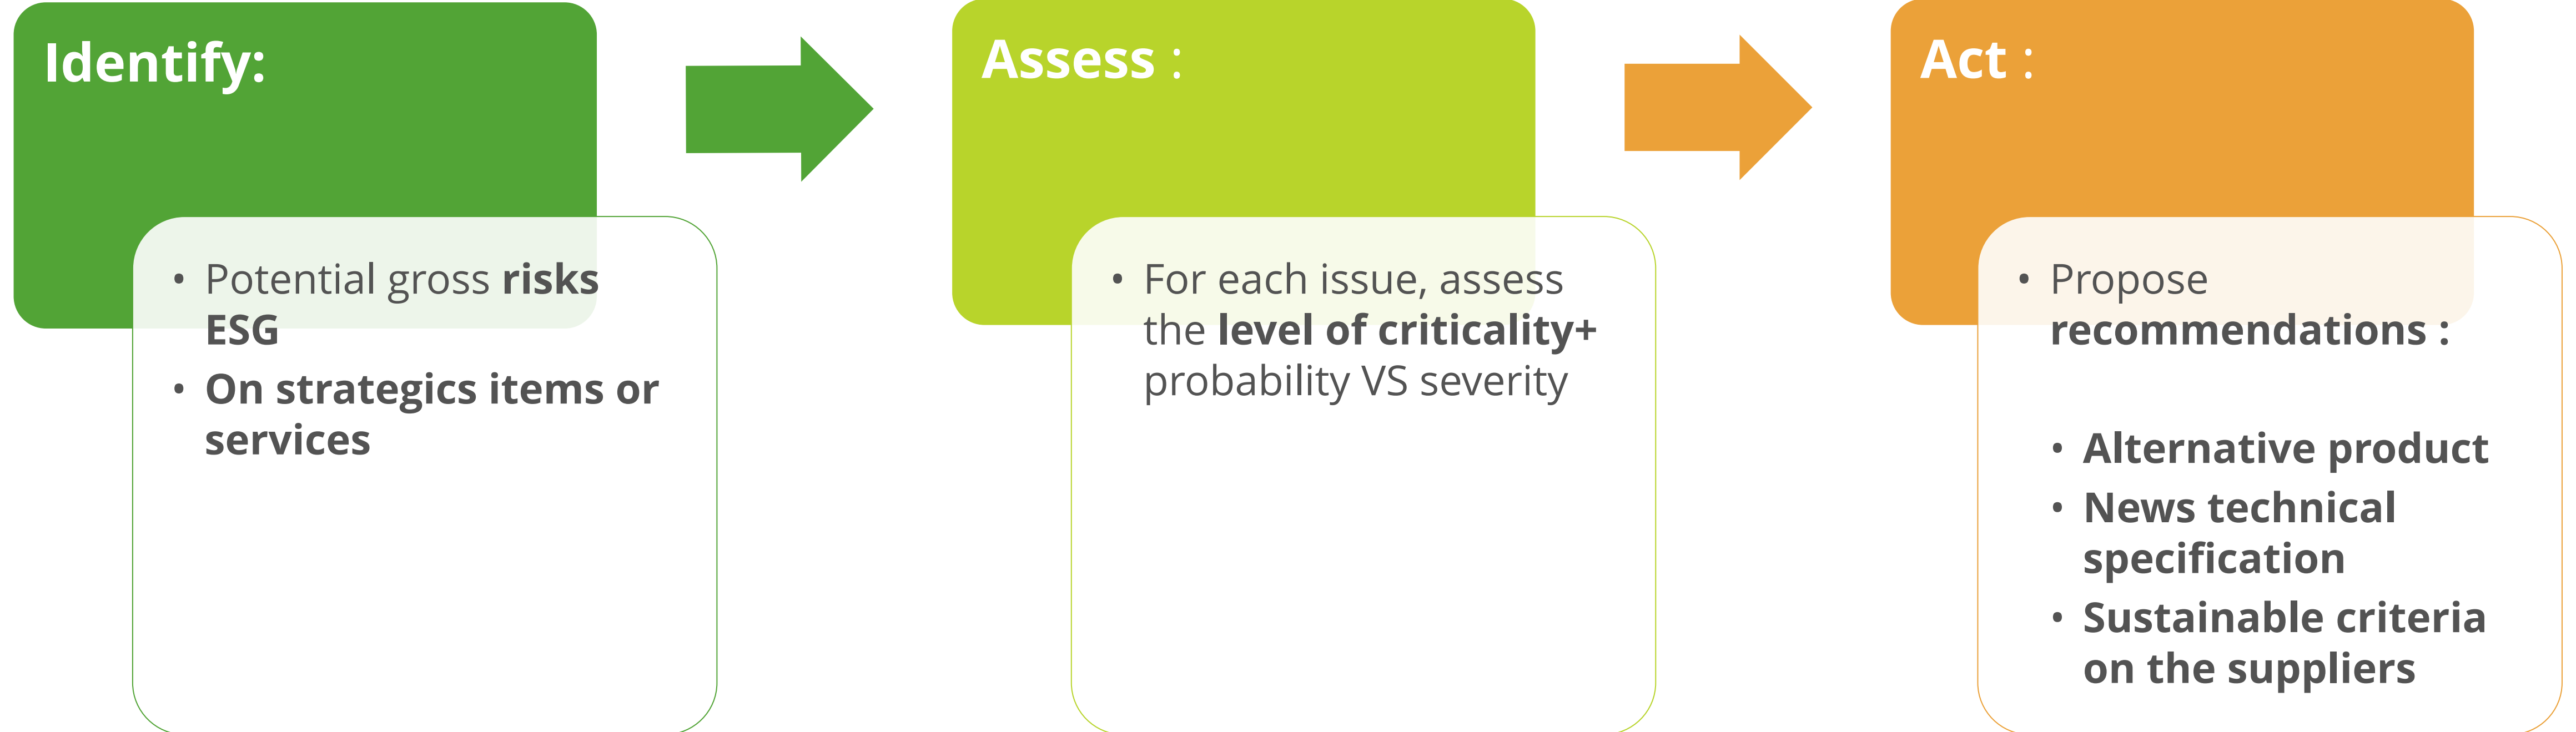 Identify:
• Potential gross risks
ESG
• On strategics items or
services
Assess :
• For each issue, assess
the level of criticality+
probability VS severity
Act :
• Propose
recommendations :
• Alternative product
• News technical
specification
• Sustainable criteria
on the suppliers